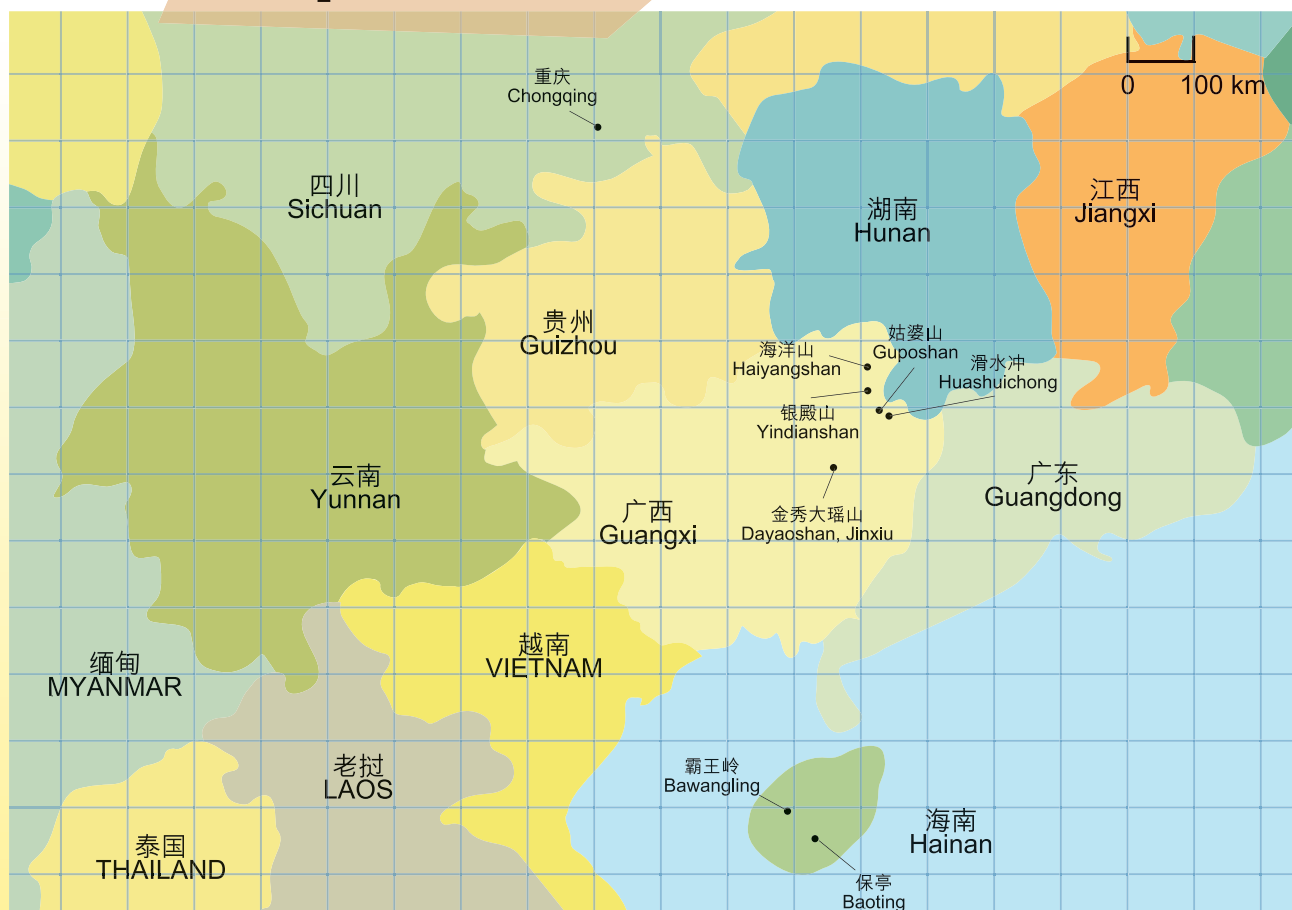 重庆
Chongqing
0 100 km
四川
Sichuan
江西
Jiangxi
湖南
Hunan
贵州
Guizhou
姑婆山
Guposhan
海洋山
Haiyangshan
滑水冲
Huashuichong
银殿山
Yindianshan
云南
Yunnan
广西
Guangxi
广东
Guangdong
金秀大瑶山
Dayaoshan, Jinxiu
越南
VIETNAM
缅甸
MYANMAR
老挝
LAOS
霸王岭
Bawangling
海南
Hainan
泰国
THAILAND
保亭
Baoting